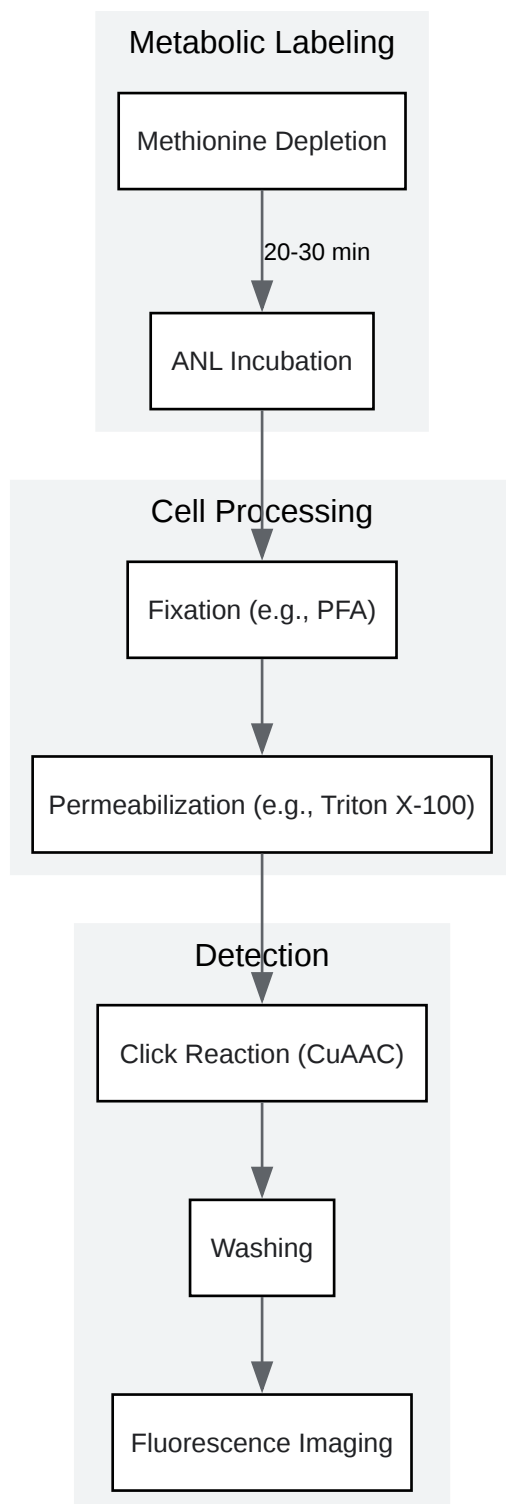 Metabolic Labeling
Methionine Depletion
20-30 min
ANL Incubation
Cell Processing
Fixation (e.g., PFA)
Permeabilization (e.g., Triton X-100)
Detection
Click Reaction (CuAAC)
Washing
Fluorescence Imaging